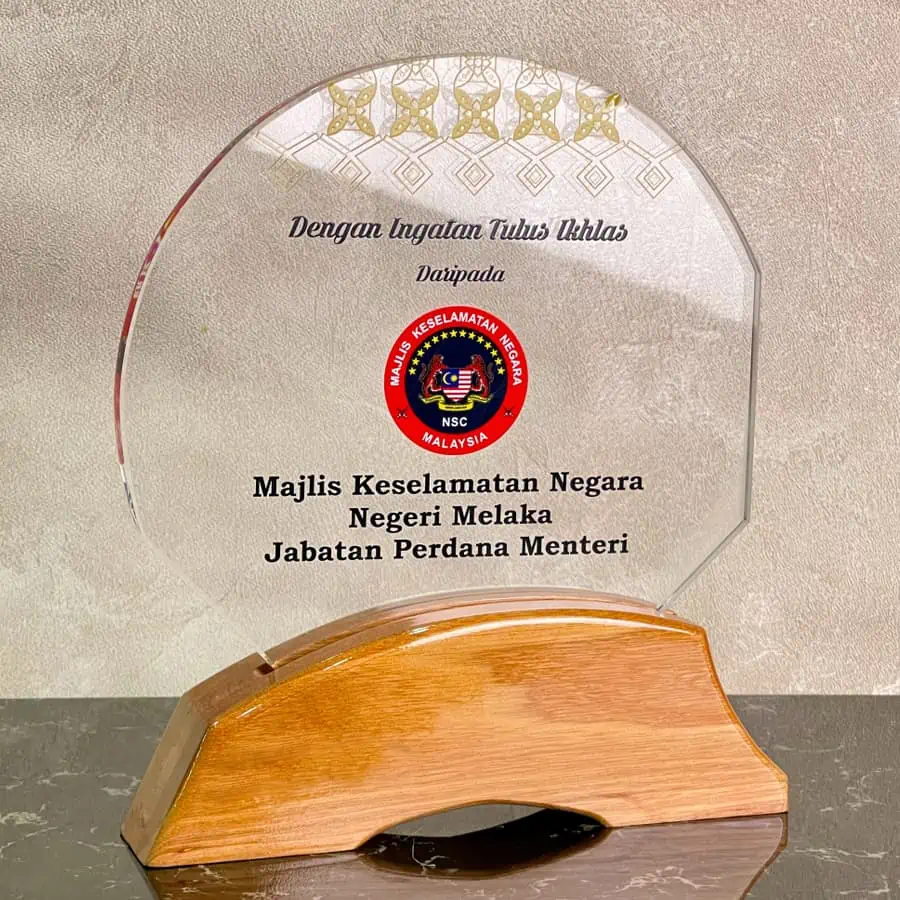 Dengan Ingatan Tulus Ikhlas
Daripada
MAJLIS KESELAMATAN NEGARA
NSC
MALAYSIA
Majlis Keselamatan Negara
Negeri Melaka
Jabatan Perdana Menteri